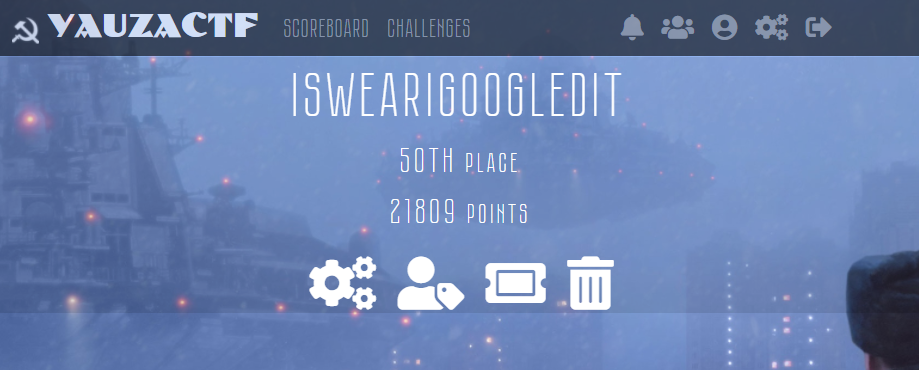 YAUZACTF SCOREBOARD CHALLENGES
ISWEARIGOOGLEDIT
50TH PLACE
21809 POINTS